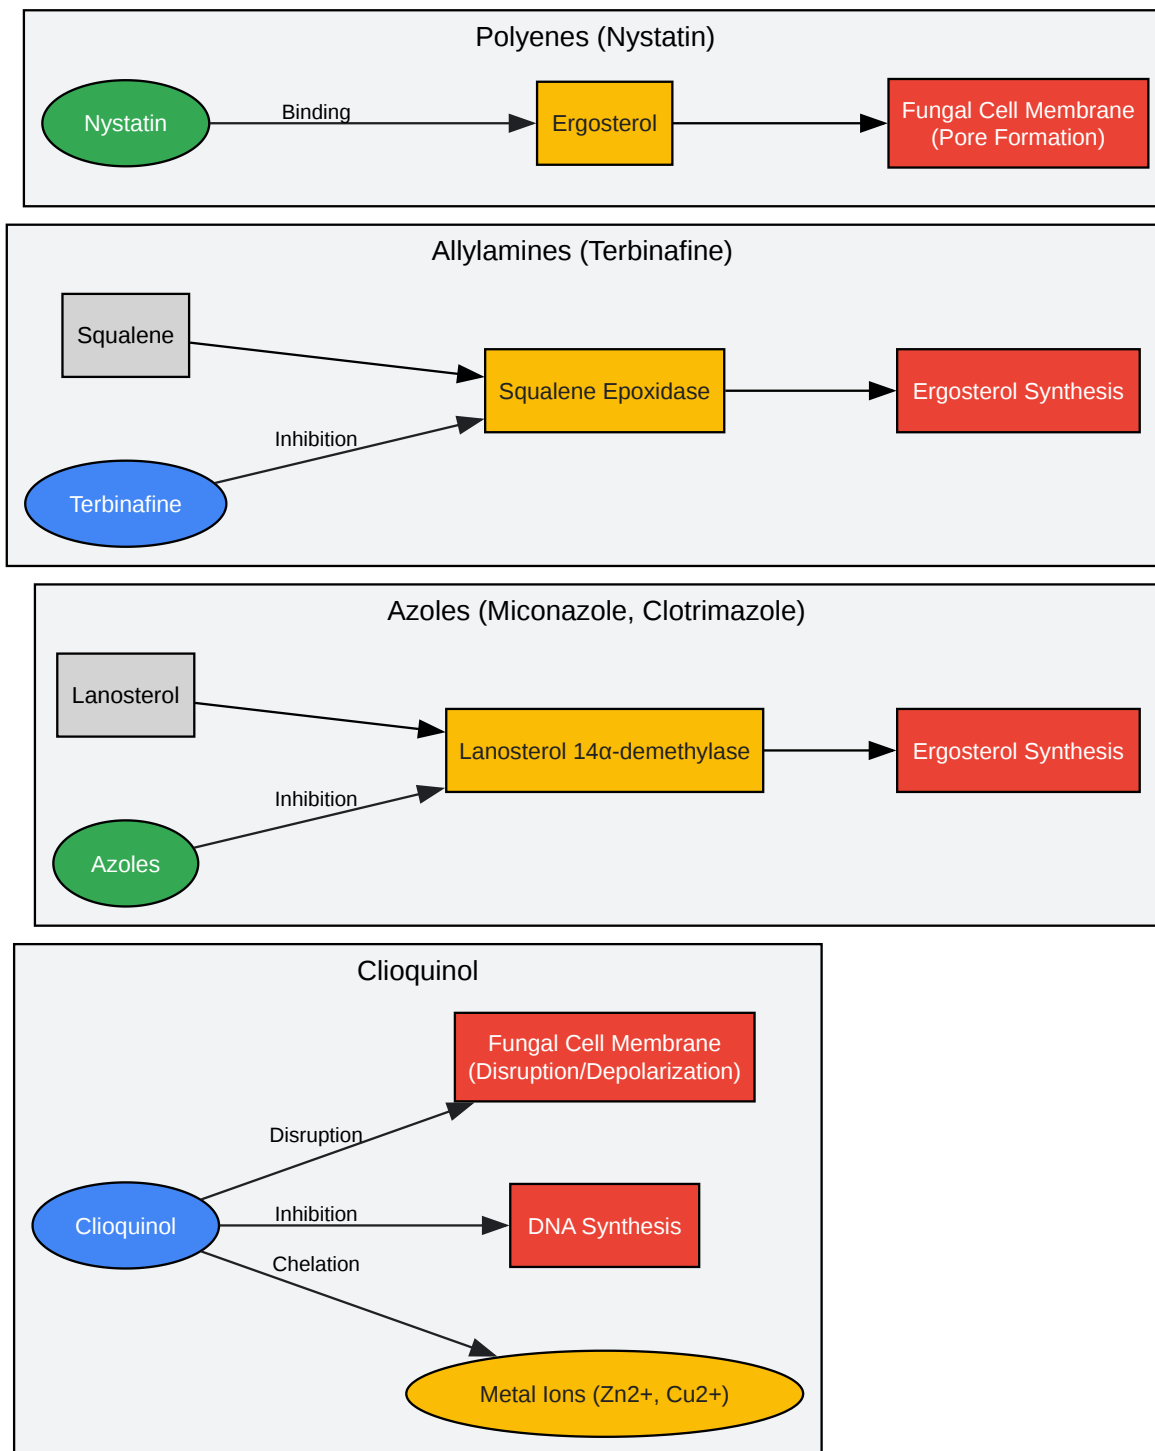 Polyenes (Nystatin)
Nystatin
Binding
Ergosterol
Fungal Cell Membrane
(Pore Formation)
Allylamines (Terbinafine)
Squalene
Squalene Epoxidase
Ergosterol Synthesis
Inhibition
Terbinafine
Azoles (Miconazole, Clotrimazole)
Lanosterol
Lanosterol 14α-demethylase
Ergosterol Synthesis
Inhibition
Azoles
Clioquinol
Fungal Cell Membrane
(Disruption/Depolarization)
Disruption
Clioquinol
Inhibition
DNA Synthesis
Chelation
Metal Ions (Zn2+, Cu2+)